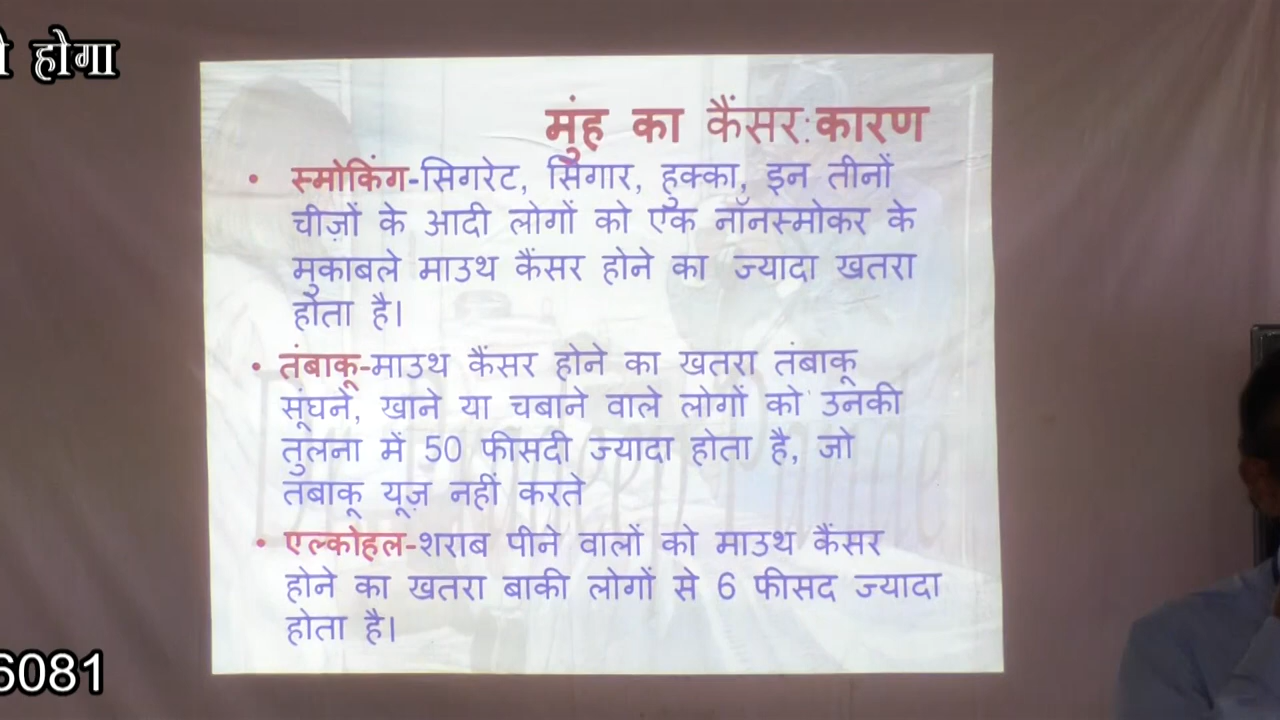 होगा
मुंह का कैंसर:कारण
• स्मोकिंग-सिगरेट, सिगार, हुक्का, इन तीनों
चीज़ों के आदी लोगों को एक नॉनस्मोकर के
मुकाबले माउथ कैंसर होने का ज्यादा खतरा
होता है।
• तंबाकू-माउथ कैंसर होने का खतरा तंबाकू
सूंघने, खाने या चबाने वाले लोगों को उनकी
तुलना में 50 फीसदी ज्यादा होता है, जो
तंबाकू यूज़ नहीं करते
• एल्कोहल-शराब पीने वालों को माउथ कैंसर
होने का खतरा बाकी लोगों से 6 फीसद ज्यादा
होता है।
6081